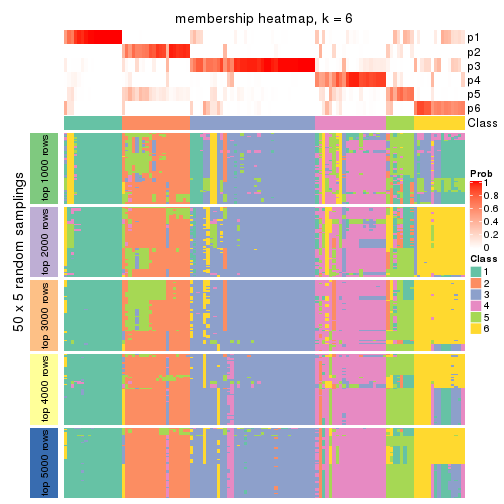 membership heatmap, k = 6
p1
p2
p3
p4
p5
p6
Class
50 x 5 random samplings
top 1000 rows
top 2000 rows
top 3000 rows
top 4000 rows
top 5000 rows
Prob
1
0.8
0.6
0.4
0.2
0
Class
1
2
3
4
5
6